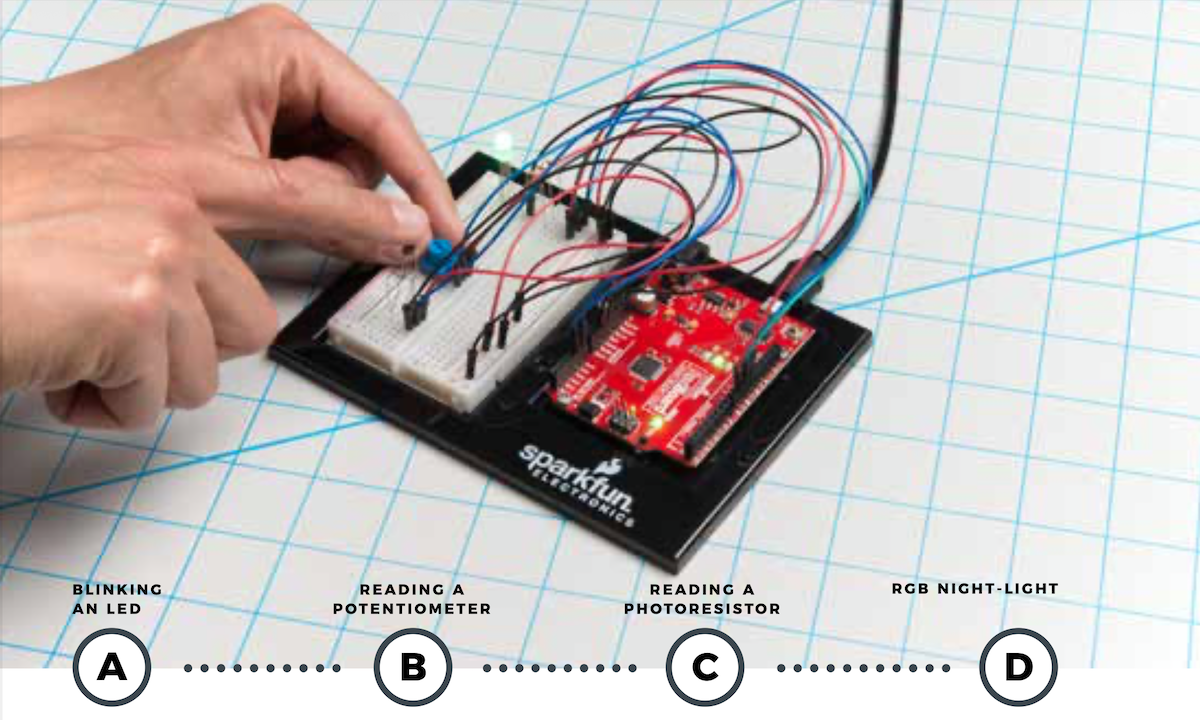 sparkfun
ELECTRONICS
BLINKING
AN LED
READING A
POTENTIOMETER
READING A
PHOTORESISTOR
RGB NIGHT-LIGHT
A
B
C
D